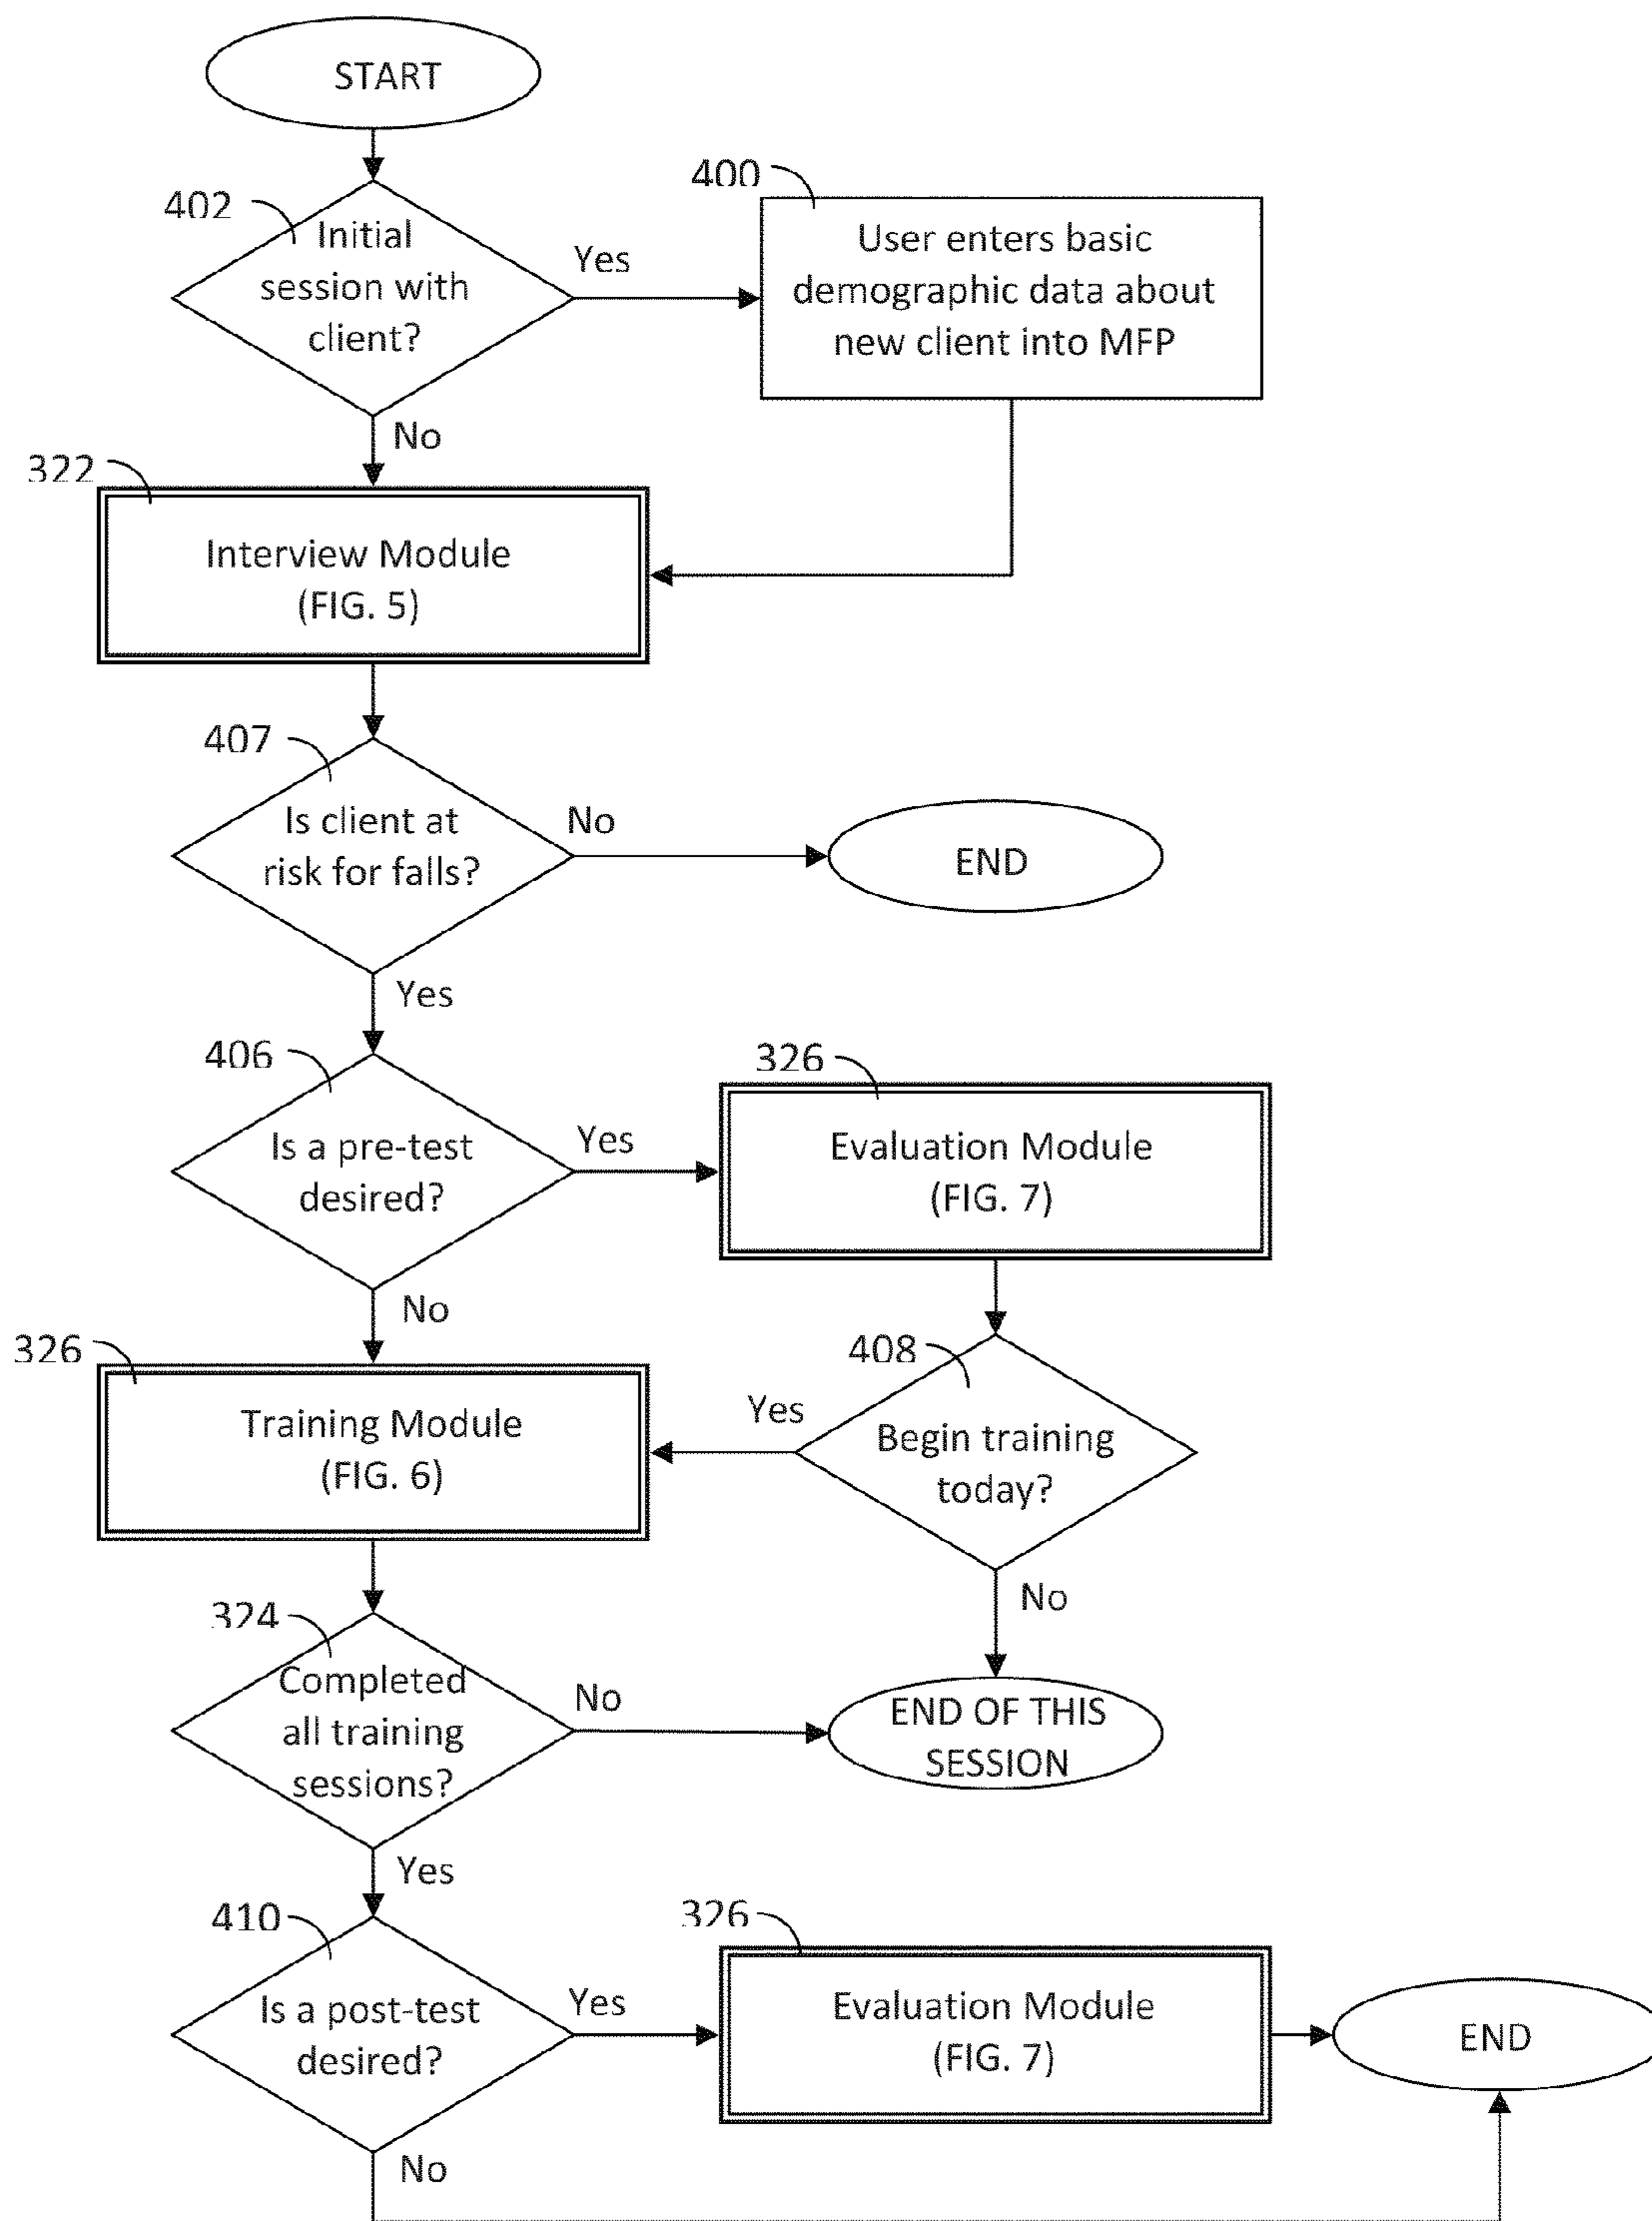 START
402
Initial
session with
client?
Yes
400
User enters basic
demographic data about
new client into MFP
No
322
Interview Module
(FIG. 5)
407
Is client at
risk for falls?
No
END
Yes
406
Is a pre-test
desired?
Yes
326
Evaluation Module
(FIG. 7)
No
326
Training Module
(FIG. 6)
408
Yes
Begin training
today?
No
324
Completed
all training
sessions?
No
END OF THIS
SESSION
Yes
410
Is a post-test
desired?
Yes
326
Evaluation Module
(FIG. 7)
END
No